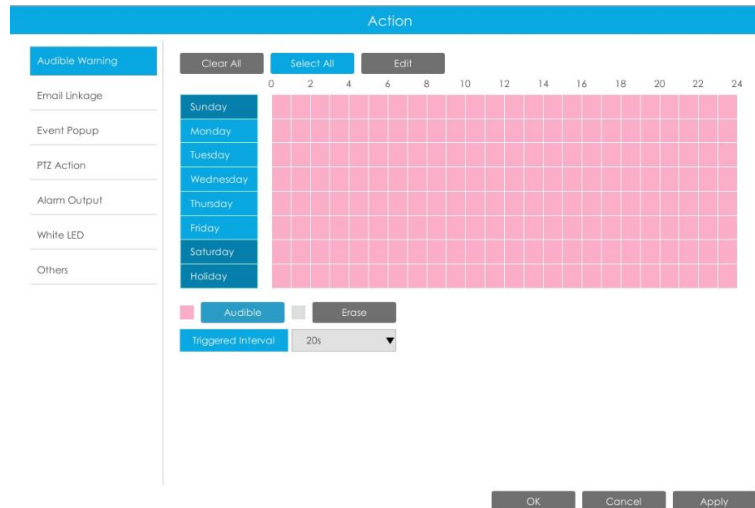 Action
Audible Warning
Email Linkage
Event Popup
PTZ Action
Alarm Output
White LED
Others
Clear All Select All Edit
0 2 4 6 8 10 12 14 16 18 20 22 24
Sunday
Monday
Tuesday
Wednesday
Thursday
Friday
Saturday
Holiday
Audible Erase
Triggered Interval 20s
OK Cancel Apply